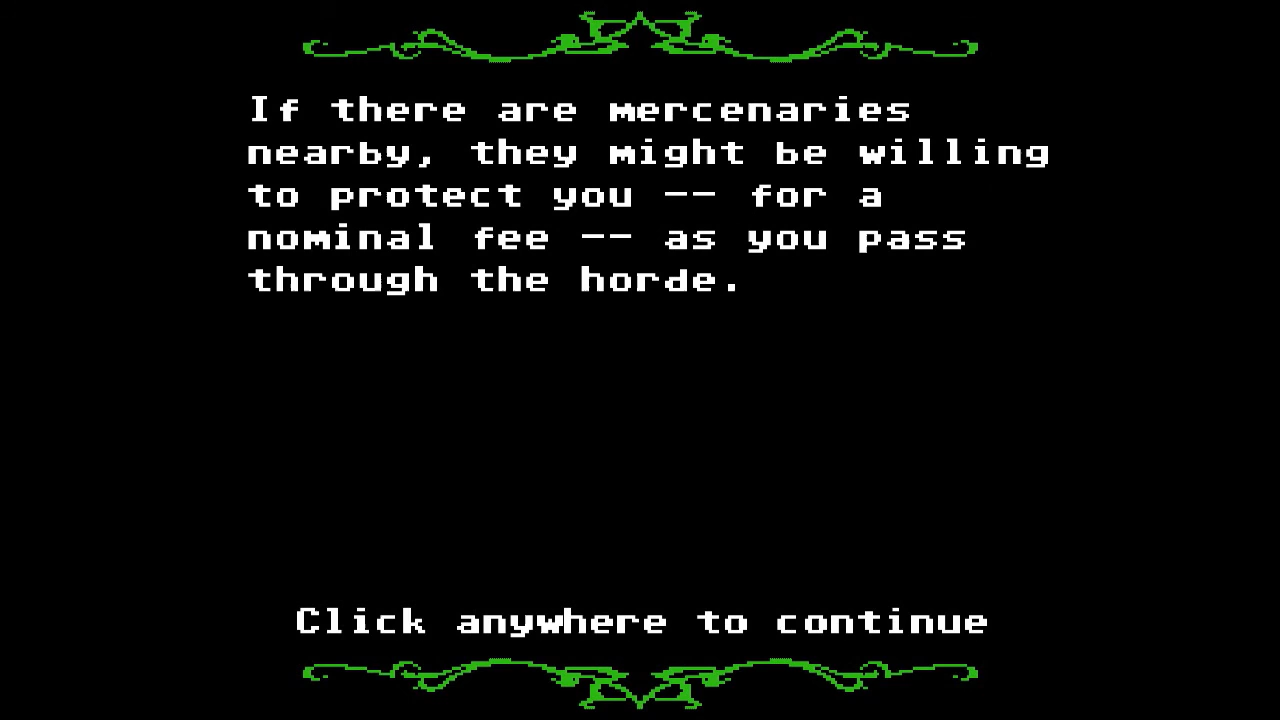 If there are mercenaries
nearby, they might be willing
to protect you -- for a
nominal fee -- as you pass
through the horde.
Click anywhere to continue